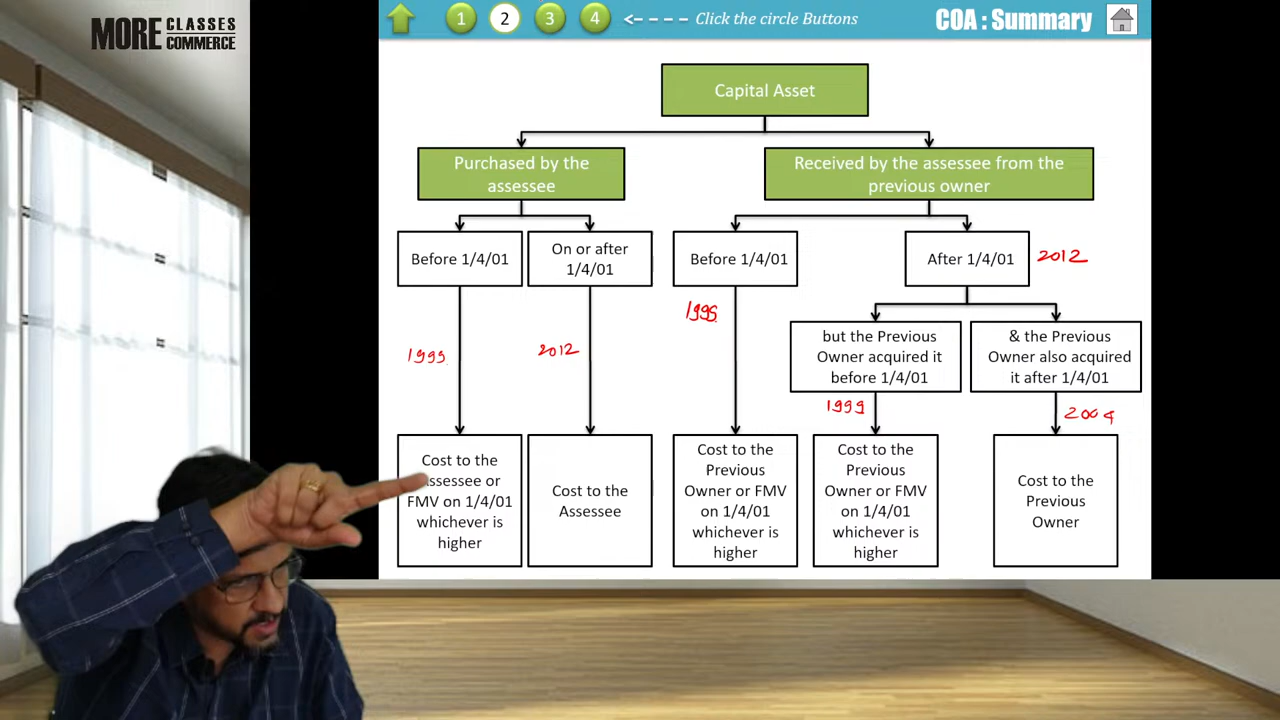 MORE CLASSES COMMERCE
1 2 3 4 <---- Click the circle Buttons
COA : Summary
Capital Asset
Purchased by the
assessee
Received by the assessee from the
previous owner
Before 1/4/01
On or after
1/4/01
Before 1/4/01
After 1/4/01
2012
1995
but the Previous
Owner acquired it
before 1/4/01
& the Previous
Owner also acquired
it after 1/4/01
1995
2012
1999
2004
Cost to the
Assessee or
FMV on 1/4/01
whichever is
higher
Cost to the
Assessee
Cost to the
Previous
Owner or FMV
on 1/4/01
whichever is
higher
Cost to the
Previous
Owner or FMV
on 1/4/01
whichever is
higher
Cost to the
Previous
Owner